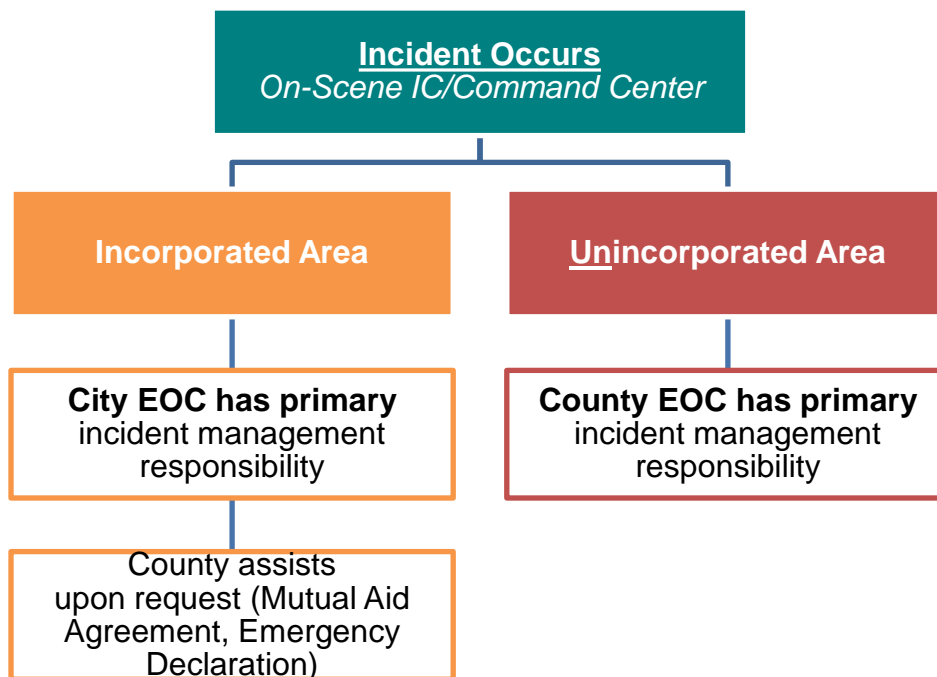 Incident Occurs
On-Scene IC/Command Center
Incorporated Area
Unincorporated Area
City EOC has primary
incident management
responsibility
County EOC has primary
incident management
responsibility
County assists
upon request (Mutual Aid
Agreement, Emergency
Declaration)